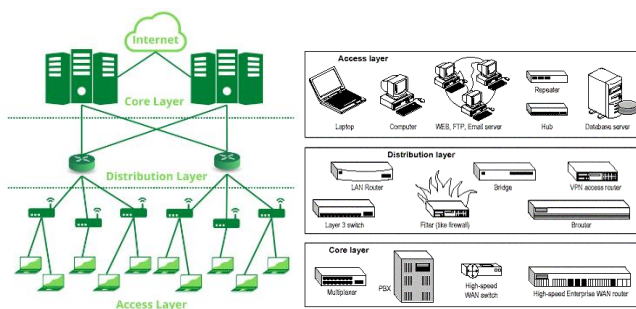 Internet
Core Layer
Distribution Layer
Access Layer
Access layer
Laptop
Computer
WEB, FTP, Email server
Repeater
Hub
Database server
Distribution layer
LAN Router
Bridge
VPN access router
Layer 3 switch
Filter (like firewall)
Brouter
Core layer
Multiplexer
PBX
High-speed
WAN switch
High-speed Enterprise WAN router